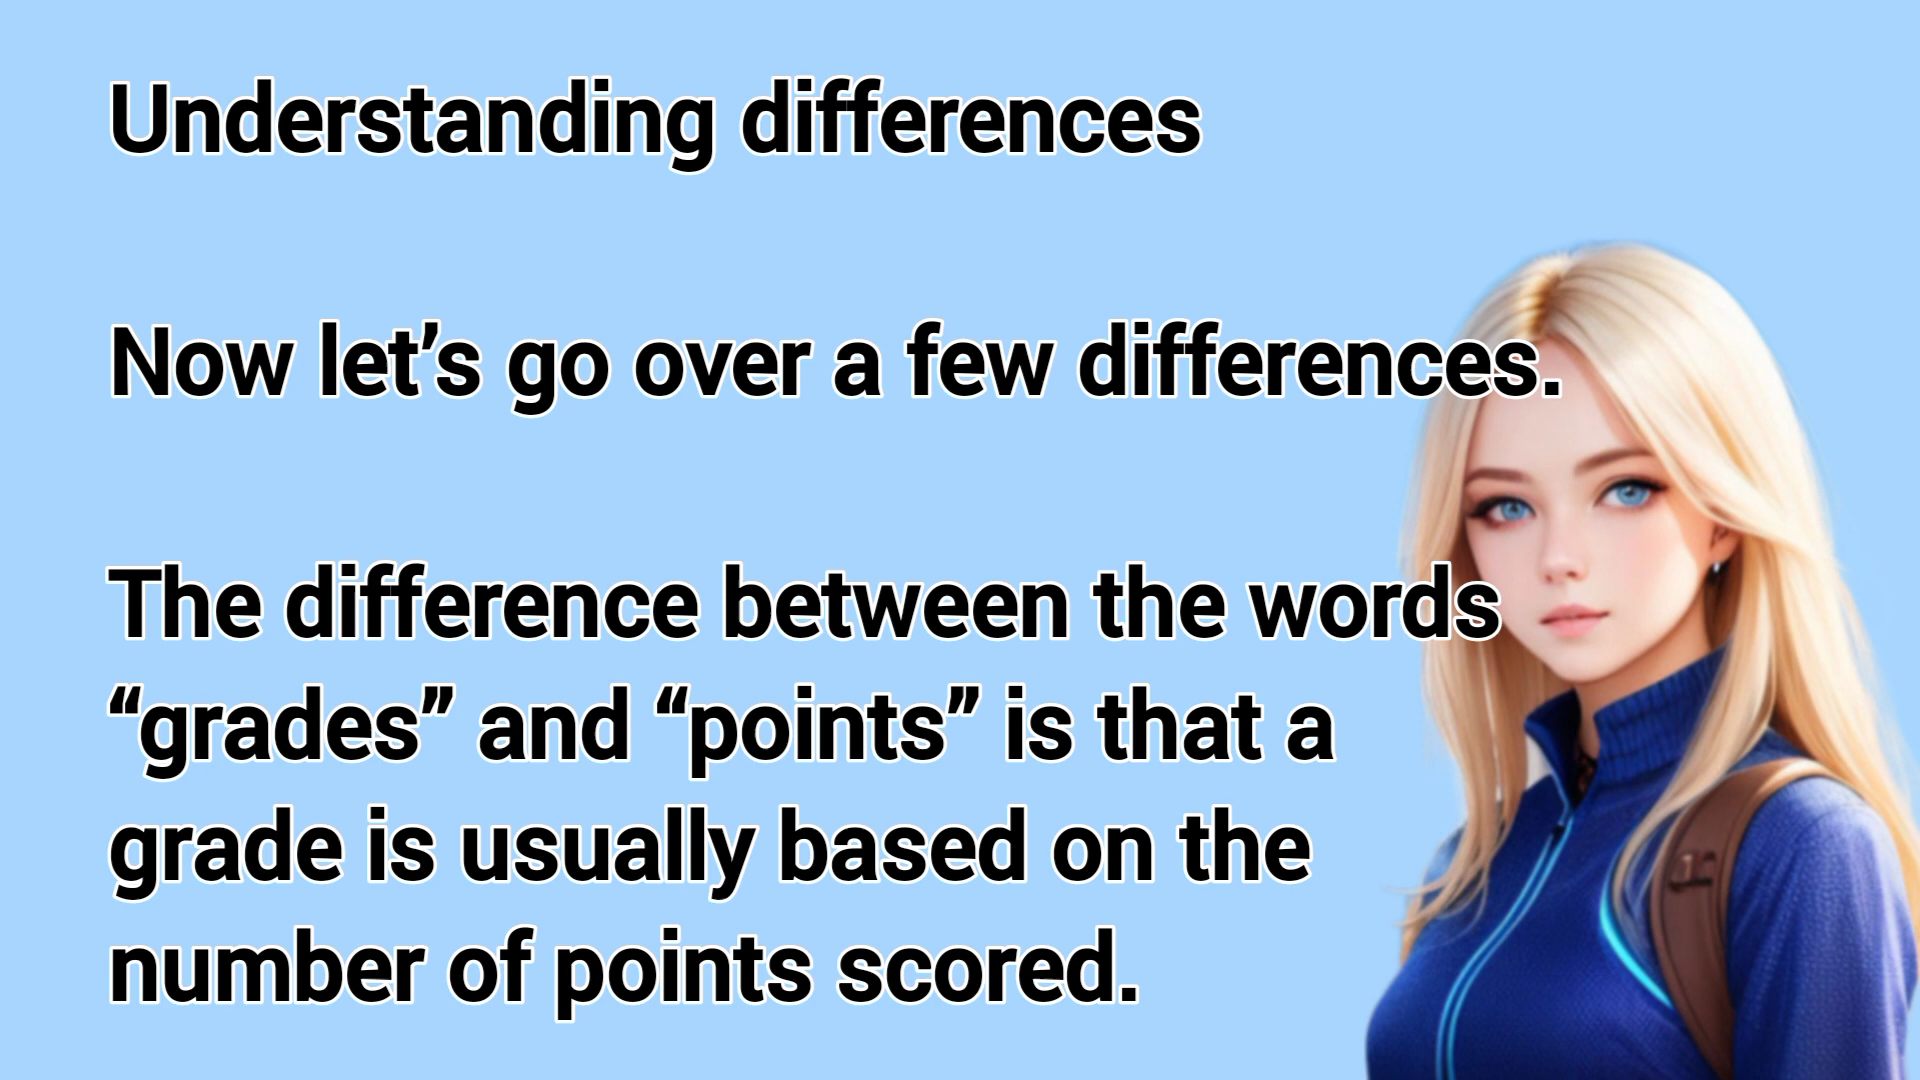 Understanding differences
Now let’s go over a few differences.
The difference between the words
“grades” and “points” is that a
grade is usually based on the
number of points scored.